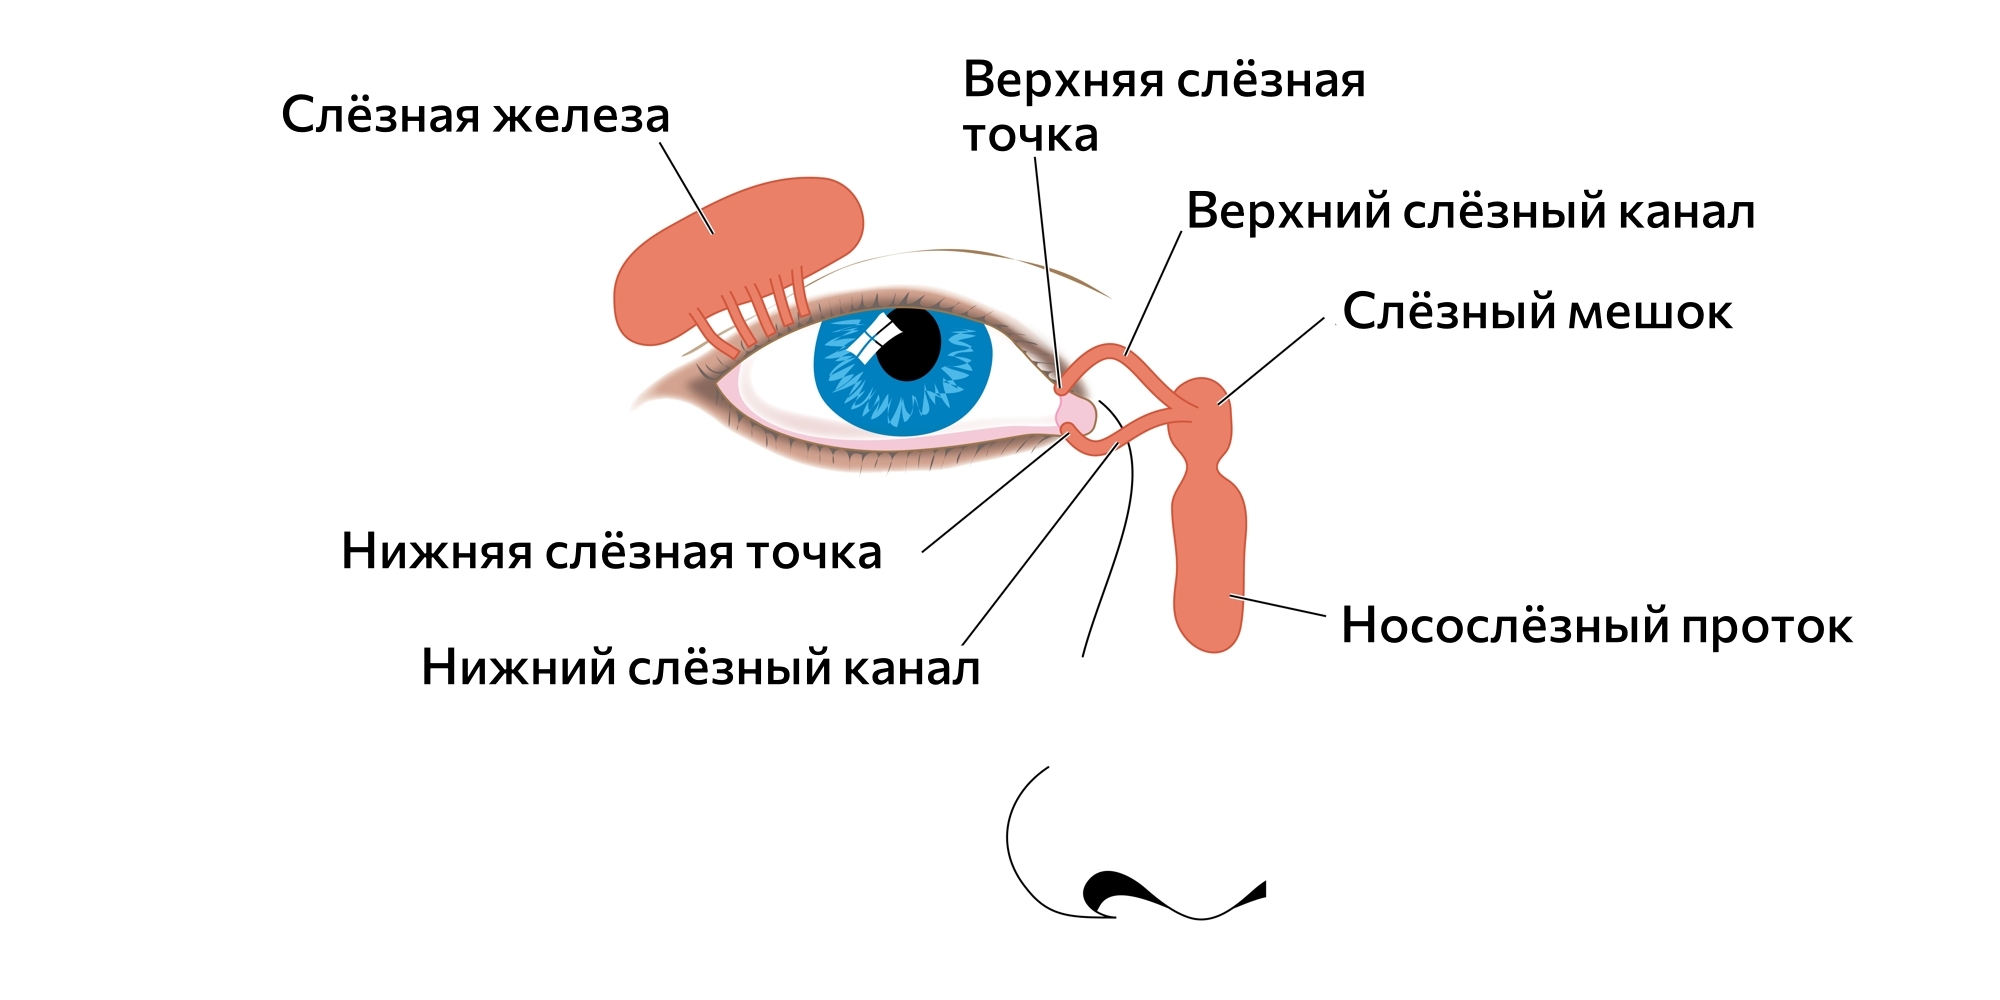 Слёзная железа
Верхняя слёзная
точка
Верхний слёзный канал
Слёзный мешок
Нижняя слёзная точка
Носослёзный проток
Нижний слёзный канал